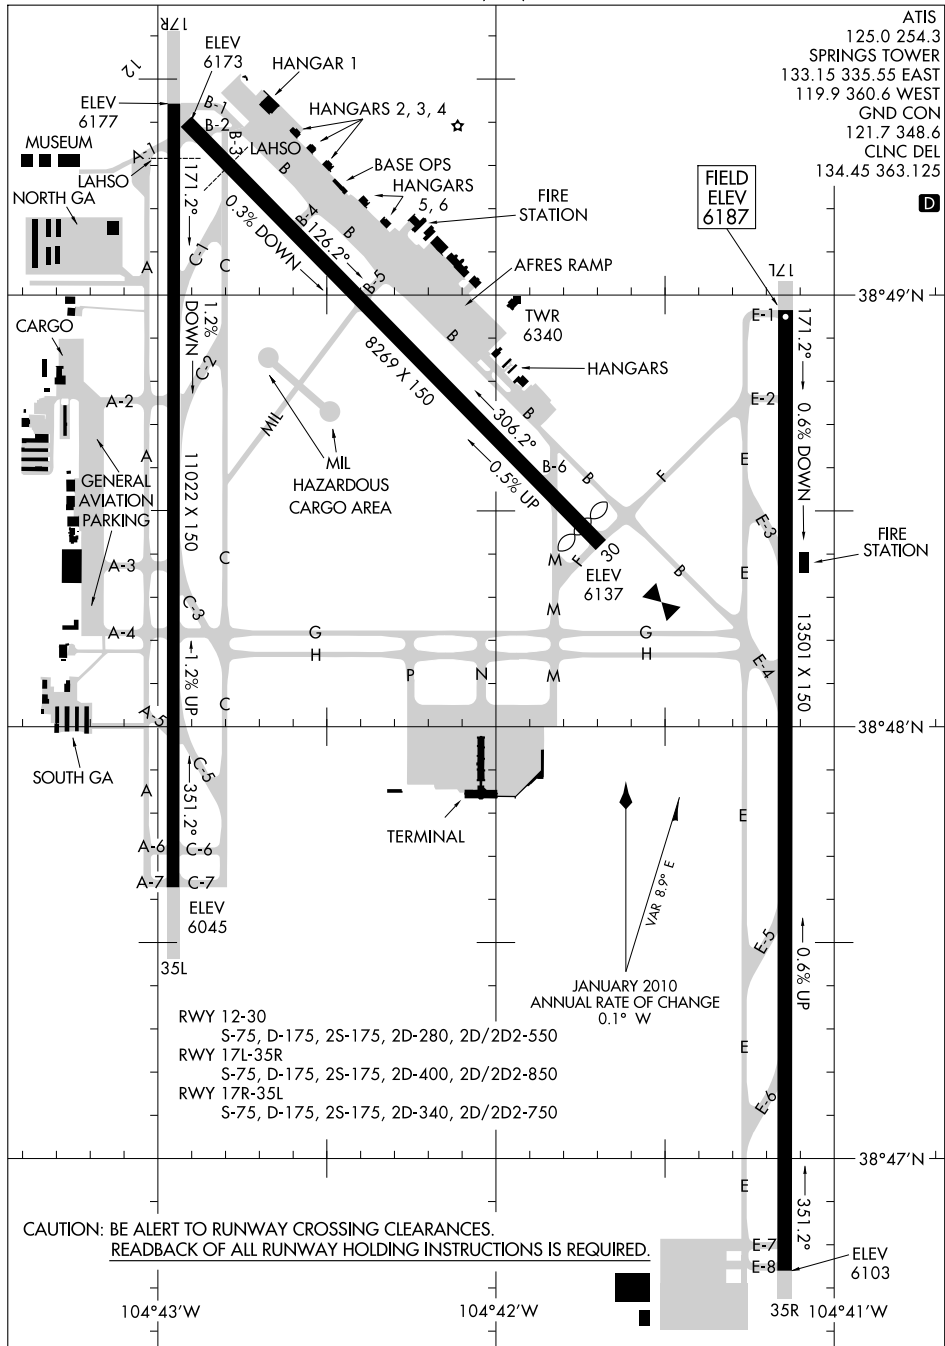 ATIS
125.0 254.3
SPRINGS TOWER
133.15 335.55 EAST
119.9 360.6 WEST
GND CON
121.7 348.6
CLNC DEL
134.45 363.125
D
17R
12
ELEV
6173
HANGAR 1
ELEV
6177
B-1
B-2
B-3
HANGARS 2, 3, 4
MUSEUM
A-1
LAHSO
LAHSO
B
BASE OPS
HANGARS
5, 6
FIRE
STATION
FIELD
ELEV
6187
NORTH GA
171.2°
0.3% DOWN
B-4
126.2°
B
B
B-5
AFRES RAMP
A
C-1
C
17L
38°49'N
CARGO
1.2%
DOWN
C-2
8269 X 150
B
TWR
6340
E-1
171.2°
HANGARS
A-2
MIL
306.2°
B
E-2
0.6% DOWN
A
GENERAL
AVIATION
PARKING
11022 X 150
MIL
HAZARDOUS
CARGO AREA
0.5% UP
B-6
B
F
E
E-3
FIRE
STATION
A-3
C
M
F
30
ELEV
6137
B
E
C-3
M
A-4
G
G
H
H
13501 X 150
1.2% UP
P
N
M
E-4
C
A-5
38°48'N
SOUTH GA
C-5
A
351.2°
TERMINAL
E
A-6
C-6
A-7
C-7
VAR 8.9° E
ELEV
6045
E-5
0.6% UP
35L
JANUARY 2010
ANNUAL RATE OF CHANGE
0.1° W
RWY 12-30
S-75, D-175, 2S-175, 2D-280, 2D/2D2-550
RWY 17L-35R
S-75, D-175, 2S-175, 2D-400, 2D/2D2-850
RWY 17R-35L
S-75, D-175, 2S-175, 2D-340, 2D/2D2-750
E
E-6
38°47'N
E
351.2°
CAUTION: BE ALERT TO RUNWAY CROSSING CLEARANCES.
READBACK OF ALL RUNWAY HOLDING INSTRUCTIONS IS REQUIRED.
E-7
E-8
ELEV
6103
104°43'W
104°42'W
35R
104°41'W